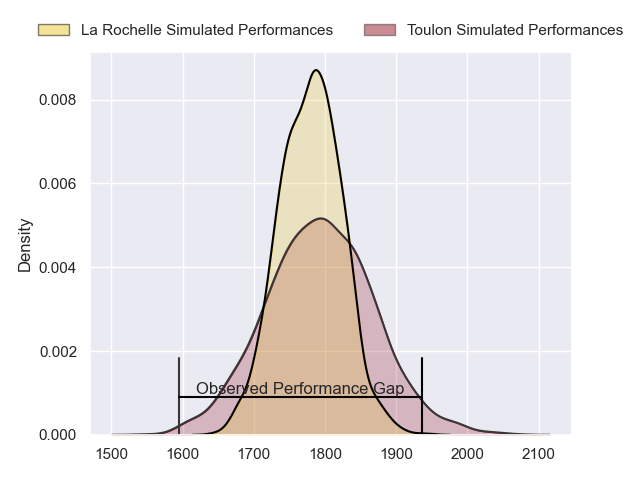 La Rochelle Simulated Performances
Toulon Simulated Performances
0.008
0.006
0.004
0.002
0.000
Density
Observed Performance Gap
1500 1600 1700 1800 1900 2000 2100